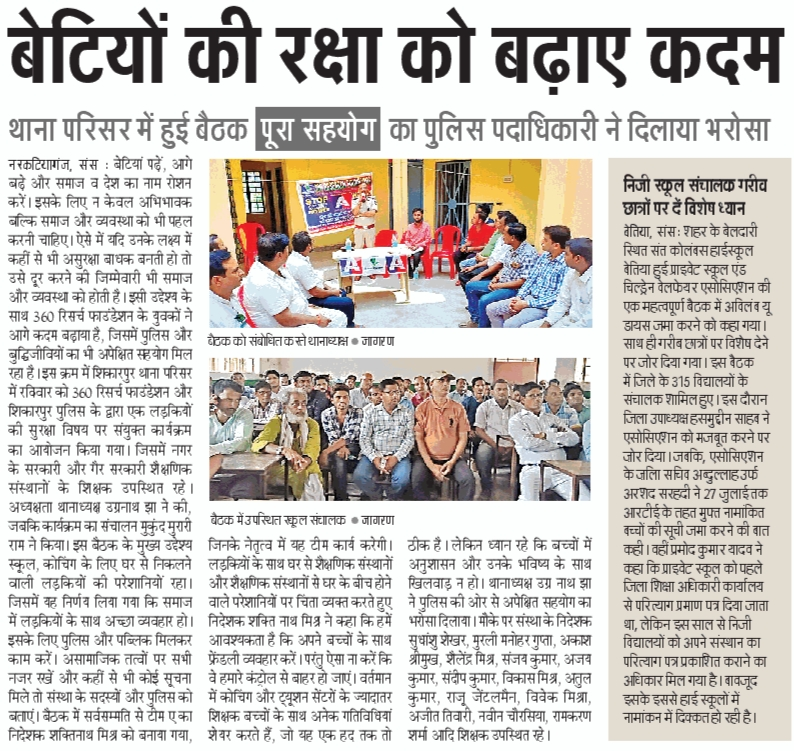 बेटियों की रक्षा को बढ़ाए कदम
थाना परिसर में हुई बैठक पूरा सहयोग का पुलिस पदाधिकारी ने दिलाया भरोसा
नरकटियागंज, संस : बेटियां पढ़ें, आगे
बढ़े और समाज व देश का नाम रोशन
करें। इसके लिए न केवल अभिभावक
बल्कि समाज और व्यवस्था को भी पहल
करनी चाहिए। ऐसे में यदि उनके लक्ष्य में
कहीं से भी असुरक्षा बाधक बनती हो तो
उसे दूर करने की जिम्मेवारी भी समाज
और व्यवस्था को होती है। इसी उद्देश्य के
साथ 360 रिसर्च फाउंडेशन के युवकों ने
आगे कदम बढ़ाया है, जिसमें पुलिस और
बुद्धिजीवियों का भी अपेक्षित सहयोग मिल
रहा है। इस क्रम में शिकारपुर थाना परिसर
में रविवार को 360 रिसर्च फाउंडेशन और
शिकारपुर पुलिस के द्वारा एक लड़कियों
की सुरक्षा विषय पर संयुक्त कार्यक्रम
का आयोजन किया गया। जिसमें नगर
के सरकारी और गैर सरकारी शैक्षणिक
संस्थानों के शिक्षक उपस्थित रहे।
अध्यक्षता थानाध्यक्ष उग्रनाथ झा ने की,
जबकि कार्यक्रम का संचालन मुकुंद मुरारी
राम ने किया। इस बैठक के मुख्य उद्देश्य
स्कूल, कोचिंग के लिए घर से निकलने
वाली लड़कियों की परेशानियों रहा।
जिसमें यह निर्णय लिया गया कि समाज
में लड़कियों के साथ अच्छा व्यवहार हो।
इसके लिए पुलिस और पब्लिक मिलकर
काम करें। असामाजिक तत्वों पर सभी
नजर रखें और कहीं से भी कोई सूचना
मिले तो संस्था के सदस्यों और पुलिस को
बताएं। बैठक में सर्वसम्मति से टीम ए का
निदेशक शक्तिनाथ मिश्र को बनाया गया,
बैठक को संबोधित करते थानाध्यक्ष ● जागरण
बैठक में उपस्थित स्कूल संचालक ● जागरण
जिनके नेतृत्व में यह टीम कार्य करेगी।
लड़कियों के साथ घर से शैक्षणिक संस्थानों
और शैक्षणिक संस्थानों से घर के बीच होने
वाले परेशानियों पर चिंता व्यक्त करते हुए
निदेशक शक्ति नाथ मिश्र ने कहा कि हमें
आवश्यकता है कि अपने बच्चों के साथ
फ्रेंडली व्यवहार करें। परंतु ऐसा ना करें कि
वे हमारे कंट्रोल से बाहर हो जाएं। वर्तमान
में कोचिंग और ट्यूशन सेंटरों के ज्यादातर
शिक्षक बच्चों के साथ अनेक गतिविधियां
शेयर करते हैं, जो यह एक हद तक तो
ठीक है। लेकिन ध्यान रहे कि बच्चों में
अनुशासन और उनके भविष्य के साथ
खिलवाड़ न हो। थानाध्यक्ष उग्र नाथ झा
ने पुलिस की ओर से अपेक्षित सहयोग का
भरोसा दिलाया। मौके पर संस्था के निदेशक
सुधांशु शेखर, मुरली मनोहर गुप्ता, अकाश
श्रीमुख, शैलेंद्र मिश्र, संजय कुमार, अजय
कुमार, संदीप कुमार, विकास मिश्र, अतुल
कुमार, राजू जेंटलमैन, विवेक मिश्रा,
अजीत तिवारी, नवीन चौरसिया, रामकरण
शर्मा आदि शिक्षक उपस्थित रहे।
निजी स्कूल संचालक गरीव
छात्रों पर दें विशेष ध्यान
बेतिया, संस: शहर के बेलदारी
स्थित संत कोलंबस हाईस्कूल
बेतिया हुई प्राइवेट स्कूल एंड
चिल्ड्रेन वेलफेयर एसोसिएशन की
एक महत्वपूर्ण बैठक में अविलंब यू
डायस जमा करने को कहा गया।
साथ ही गरीब छात्रों पर विशेष देने
पर जोर दिया गया। इस बैठक
में जिले के 315 विद्यालयों के
संचालक शामिल हुए। इस दौरान
जिला उपाध्यक्ष हसमुद्दीन साहब ने
एसोसिएशन को मजबूत करने पर
जोर दिया। जबकि, एसोसिएशन
के जिला सचिव अब्दुल्लाह उर्फ
अरशद सरहदी ने 27 जुलाई तक
आरटीई के तहत मुफ्त नामांकित
बच्चों की सूची जमा करने की बात
कही। वहीं प्रमोद कुमार यादव ने
कहा कि प्राइवेट स्कूल को पहले
जिला शिक्षा अधिकारी कार्यालय
से परित्याग प्रमाण पत्र दिया जाता
था, लेकिन इस साल से निजी
विद्यालयों को अपने संस्थान का
परित्याग पत्र प्रकाशित कराने का
अधिकार मिल गया है। बावजूद
इसके इससे हाई स्कूलों में
नामांकन में दिक्कत हो रही है।